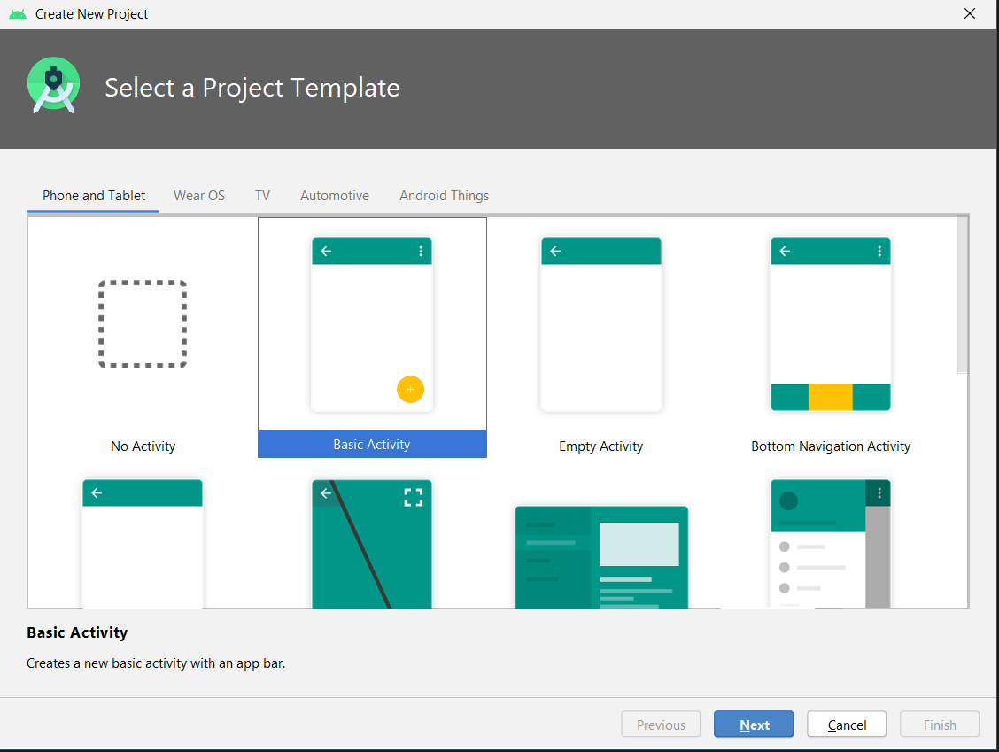 Create New Project
Select a Project Template
Phone and Tablet
Wear OS
TV
Automotive
Android Things
No Activity
Basic Activity
Empty Activity
Bottom Navigation Activity
Basic Activity
Creates a new basic activity with an app bar.
Previous
Next
Cancel
Finish